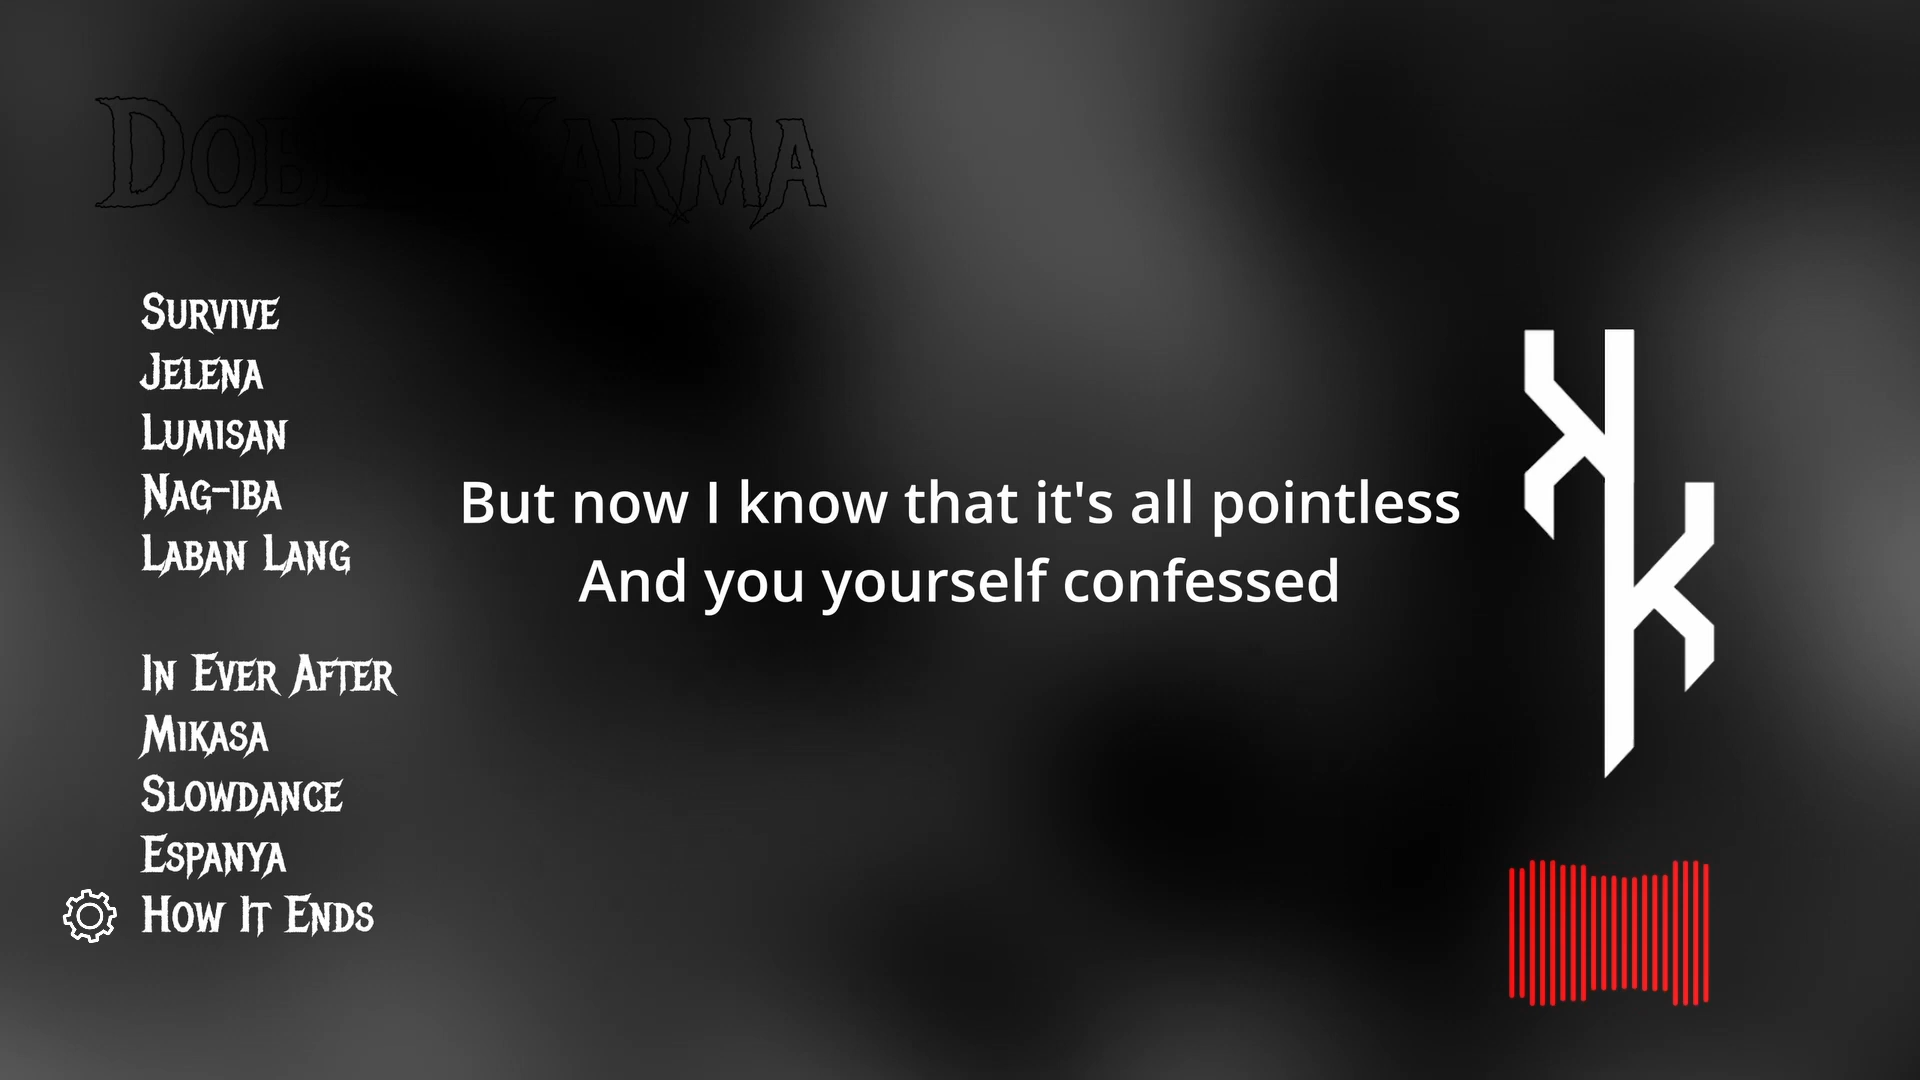 Survive
Jelena
Lumisan
Nag-iba
Laban Lang
But now I know that it's all pointless
And you yourself confessed
In Ever After
Mikasa
Slowdance
Espanya
How It Ends